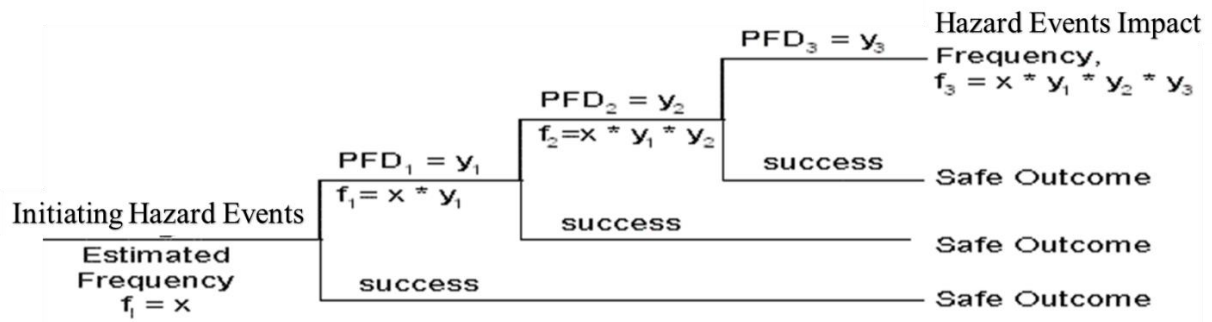 Hazard Events Impact
PFD₃ = y₃
Frequency,
f₃ = x * y₁ * y₂ * y₃
PFD₂ = y₂
f₂=x * y₁ * y₂
PFD₁ = y₁
success
Safe Outcome
f₁= x * y₁
Initiating Hazard Events
success
Safe Outcome
Estimated
Frequency
fᵢ = x
success
Safe Outcome